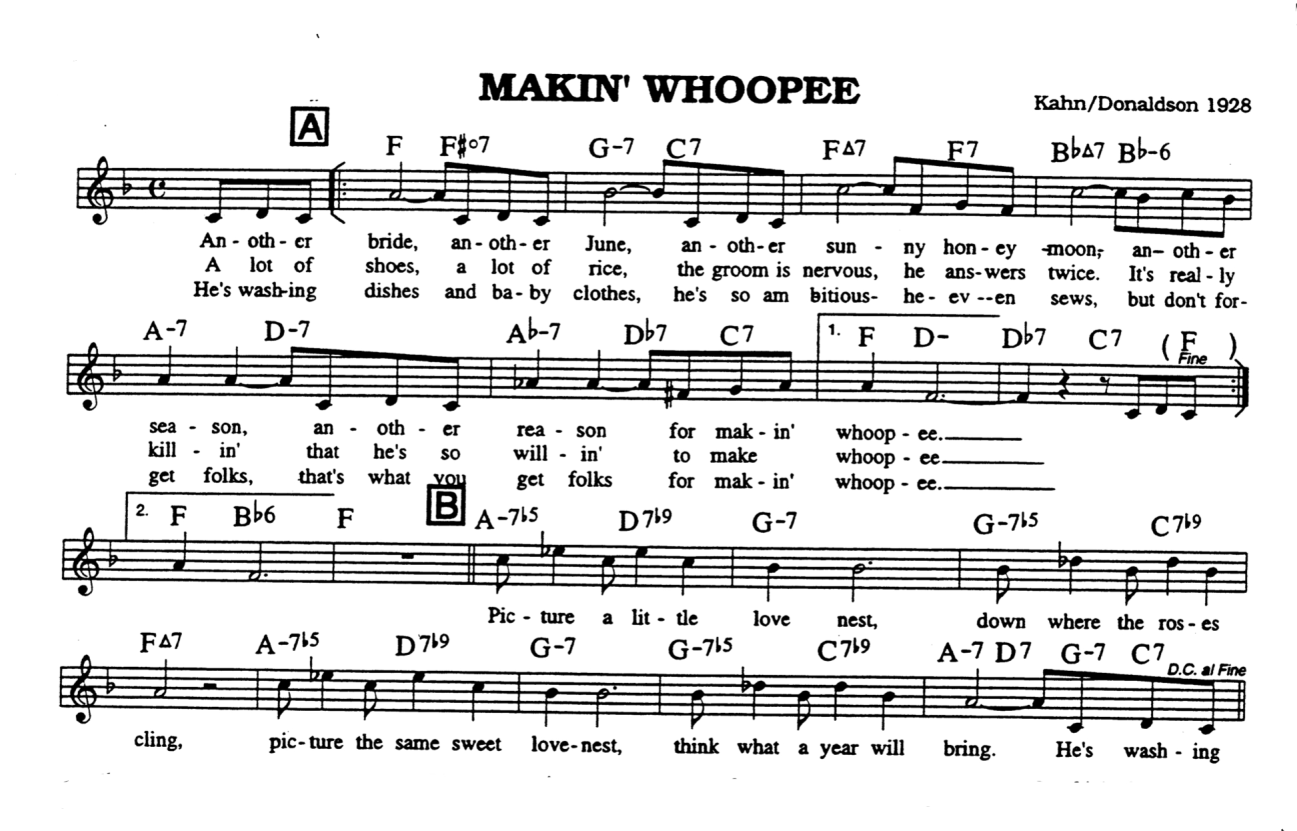 MAKIN' WHOOPEE
Kahn/Donaldson 1928
A
F F#o7 G-7 C7 F∆7 F7 Bb∆7 Bb-6
An - oth - er bride, an - oth - er June, an - oth - er sun - ny hon - ey -moon, an- oth - er
A lot of shoes, a lot of rice, the groom is nervous, he ans - wers twice. It's real - ly
He's wash-ing dishes and ba - by clothes, he's so am bitious- he - ev --en sews, but don't for-
A-7 D-7 Ab-7 Db7 C7 1. F D- Db7 C7 ( F )
Fine
sea - son, an - oth - er rea - son for mak - in' whoop - ee.
kill - in' that he's so will - in' to make whoop - ee
get folks, that's what you get folks for mak - in' whoop - ee.
2. F Bb6 F B A-7b5 D7b9 G-7 G-7b5 C7b9
Pic - ture a lit - tle love nest, down where the ros - es
F∆7 A-7b5 D7b9 G-7 G-7b5 C7b9 A-7 D7 G-7 C7
D.C. al Fine
cling, pic - ture the same sweet love - nest, think what a year will bring. He's wash - ing